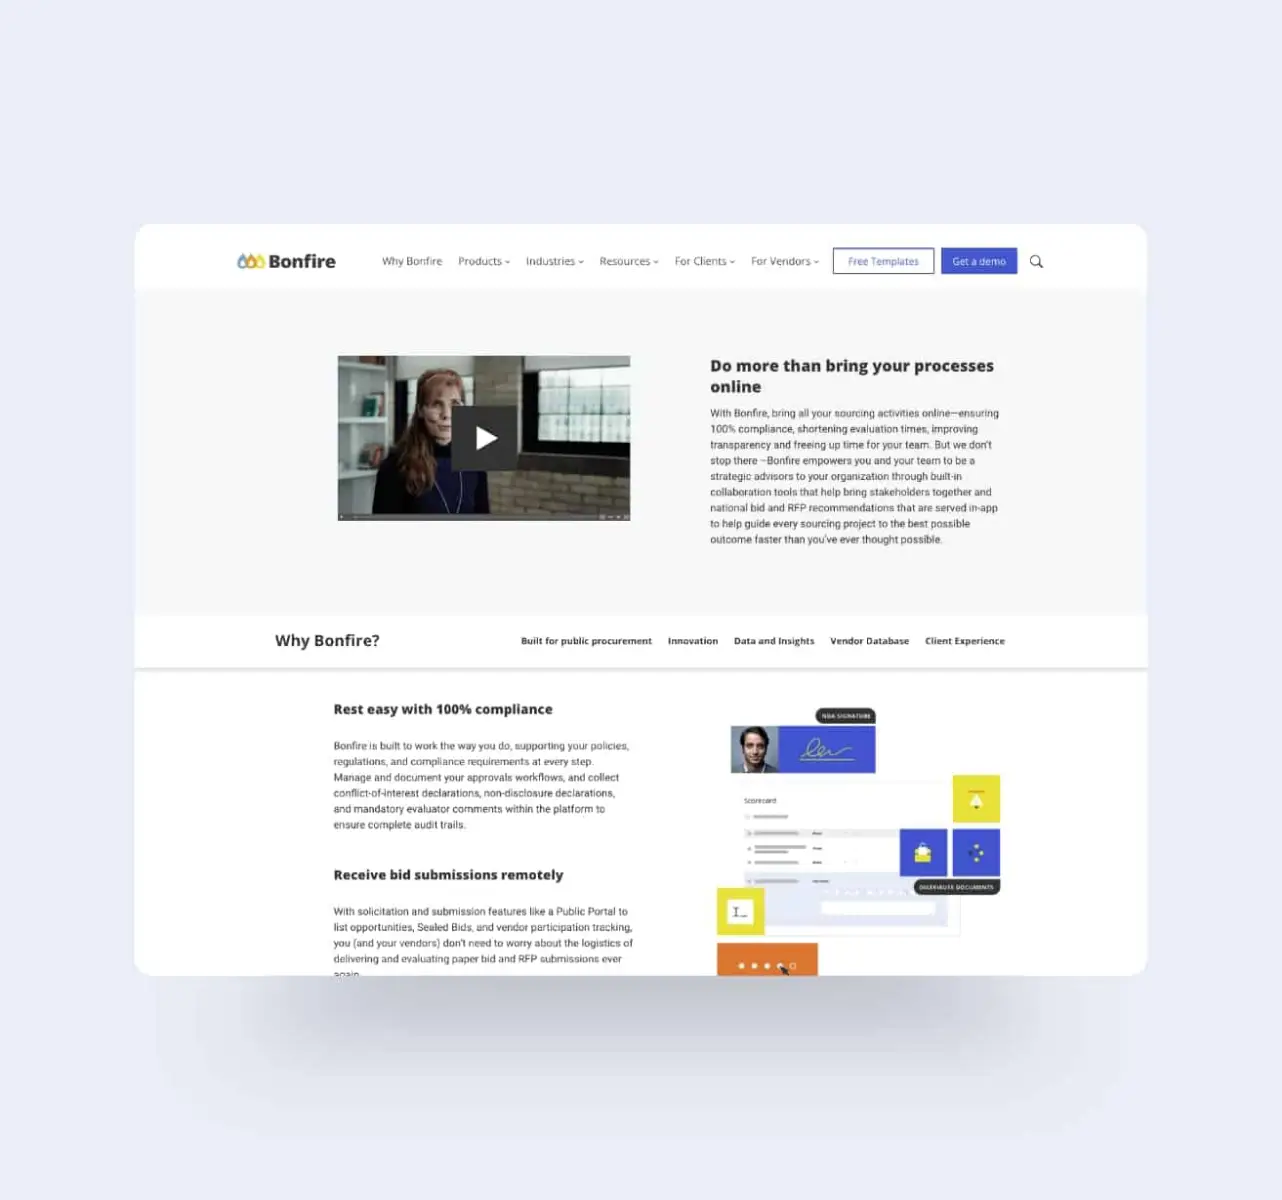 Bonfire
Why Bonfire Products Industries Resources For Clients For Vendors Free Templates Get a demo
Do more than bring your processes
online
With Bonfire, bring all your sourcing activities online—ensuring
100% compliance, shortening evaluation times, improving
transparency and freeing up time for your team. But we don't
stop there –Bonfire empowers you and your team to be a
strategic advisors to your organization through built-in
collaboration tools that help bring stakeholders together and
national bid and RFP recommendations that are served in-app
to help guide every sourcing project to the best possible
outcome faster than you've ever thought possible.
Why Bonfire?
Built for public procurement Innovation Data and Insights Vendor Database Client Experience
Rest easy with 100% compliance
Bonfire is built to work the way you do, supporting your policies,
regulations, and compliance requirements at every step.
Manage and document your approvals workflows, and collect
conflict-of-interest declarations, non-disclosure declarations,
and mandatory evaluator comments within the platform to
ensure complete audit trails.
Receive bid submissions remotely
With solicitation and submission features like a Public Portal to
list opportunities, Sealed Bids, and vendor participation tracking,
you (and your vendors) don't need to worry about the logistics of
delivering and evaluating paper bid and RFP submissions ever
again.
NDA SIGNATURE
Scorecard
DOCUMENTS